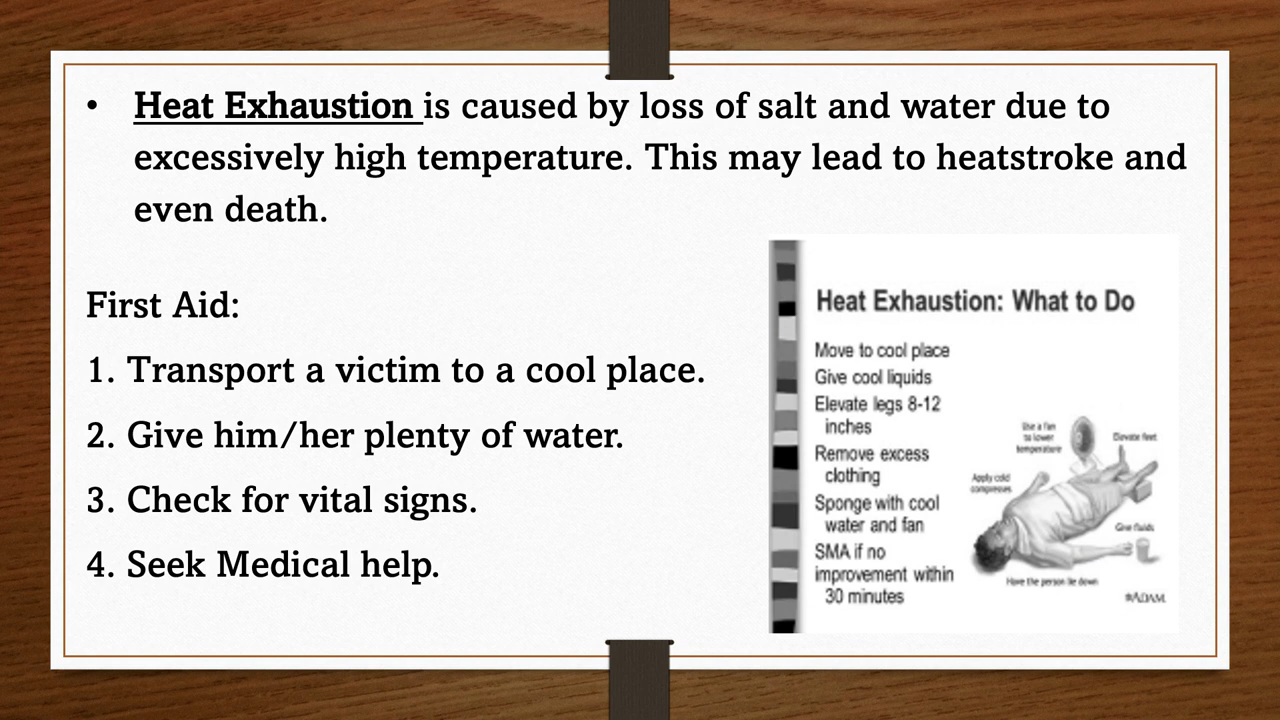 • Heat Exhaustion is caused by loss of salt and water due to
excessively high temperature. This may lead to heatstroke and
even death.
First Aid:
1. Transport a victim to a cool place.
2. Give him/her plenty of water.
3. Check for vital signs.
4. Seek Medical help.
Heat Exhaustion: What to Do
Move to cool place
Give cool liquids
Elevate legs 8-12
inches
Remove excess
clothing
Sponge with cool
water and fan
SMA if no
improvement within
30 minutes
Use a fan
to lower
temperature
Elevate feet
Apply cold
compresses
Give fluids
Have the person lie down
ADAM.